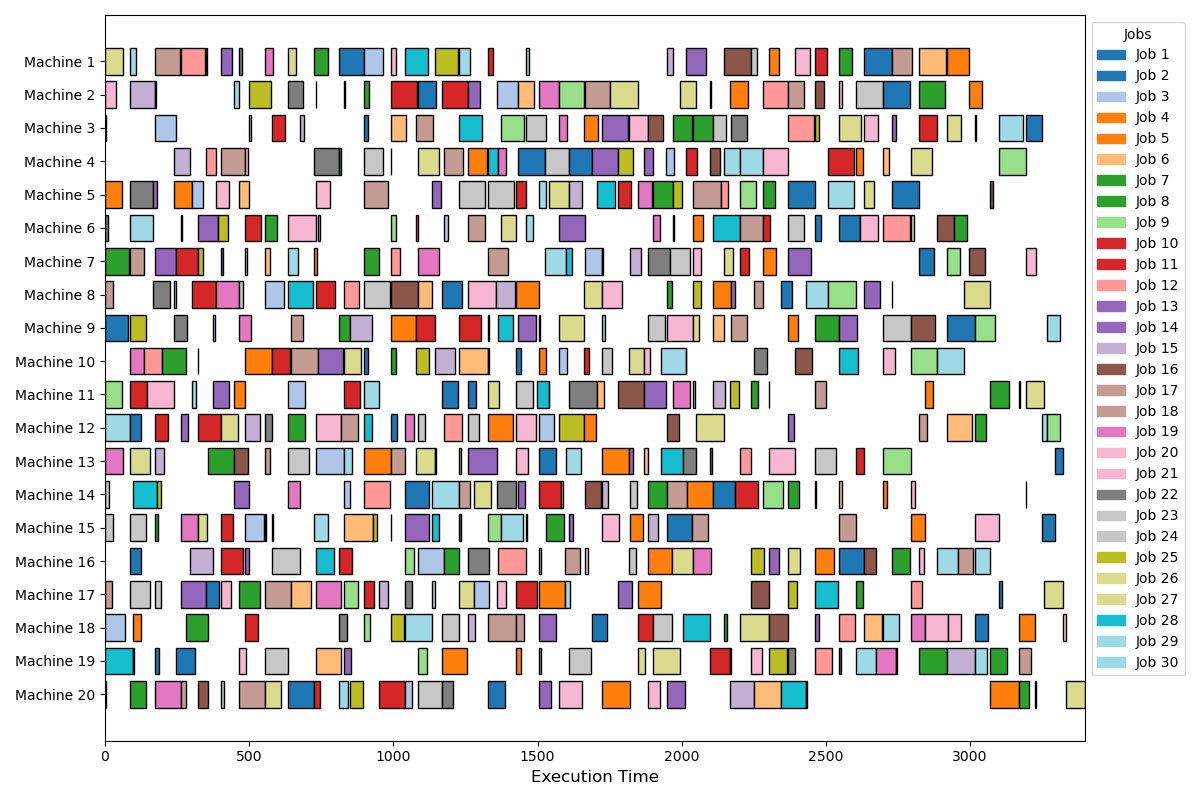 Machine 1
Machine 2
Machine 3
Machine 4
Machine 5
Machine 6
Machine 7
Machine 8
Machine 9
Machine 10
Machine 11
Machine 12
Machine 13
Machine 14
Machine 15
Machine 16
Machine 17
Machine 18
Machine 19
Machine 20
0 500 1000 1500 2000 2500 3000
Execution Time
Jobs
Job 1
Job 2
Job 3
Job 4
Job 5
Job 6
Job 7
Job 8
Job 9
Job 10
Job 11
Job 12
Job 13
Job 14
Job 15
Job 16
Job 17
Job 18
Job 19
Job 20
Job 21
Job 22
Job 23
Job 24
Job 25
Job 26
Job 27
Job 28
Job 29
Job 30